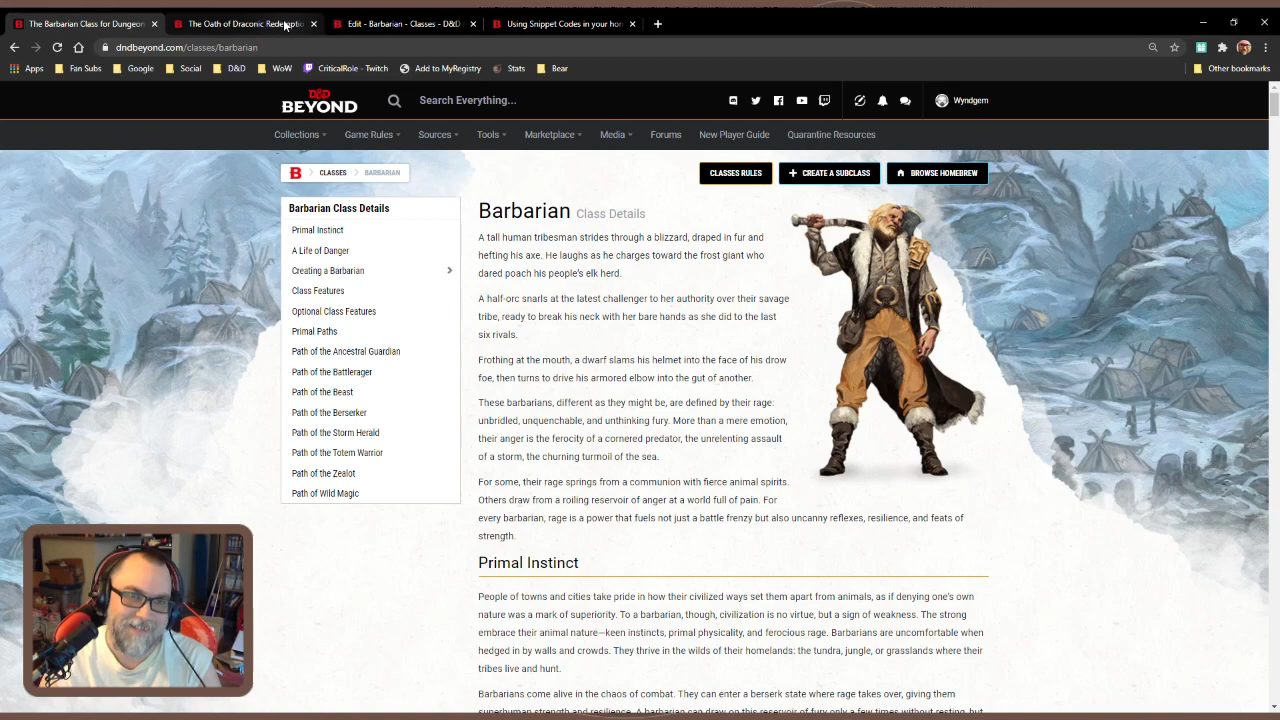 The Barbarian Class for Dungeon
The Oath of Draconic Redemptio
Edit - Barbarian - Classes - D&D
Using Snippet Codes in your hom
dndbeyond.com/classes/barbarian
Apps
Fan Subs
Google
Social
D&D
WoW
CriticalRole - Twitch
Add to MyRegistry
Stats
Bear
Other bookmarks
D&D
BEYOND
Search Everything...
Wyndgem
Collections
Game Rules
Sources
Tools
Marketplace
Media
Forums
New Player Guide
Quarantine Resources
B
CLASSES
BARBARIAN
CLASSES RULES
CREATE A SUBCLASS
BROWSE HOMEBREW
Barbarian Class Details
Primal Instinct
A Life of Danger
Creating a Barbarian
Class Features
Optional Class Features
Primal Paths
Path of the Ancestral Guardian
Path of the Battlerager
Path of the Beast
Path of the Berserker
Path of the Storm Herald
Path of the Totem Warrior
Path of the Zealot
Path of Wild Magic
Barbarian Class Details
A tall human tribesman strides through a blizzard, draped in fur and
hefting his axe. He laughs as he charges toward the frost giant who
dared poach his people's elk herd.
A half-orc snarls at the latest challenger to her authority over their savage
tribe, ready to break his neck with her bare hands as she did to the last
six rivals.
Frothing at the mouth, a dwarf slams his helmet into the face of his drow
foe, then turns to drive his armored elbow into the gut of another.
These barbarians, different as they might be, are defined by their rage:
unbridled, unquenchable, and unthinking fury. More than a mere emotion,
their anger is the ferocity of a cornered predator, the unrelenting assault
of a storm, the churning turmoil of the sea.
For some, their rage springs from a communion with fierce animal spirits.
Others draw from a roiling reservoir of anger at a world full of pain. For
every barbarian, rage is a power that fuels not just a battle frenzy but also uncanny reflexes, resilience, and feats of
strength.
Primal Instinct
People of towns and cities take pride in how their civilized ways set them apart from animals, as if denying one's own
nature was a mark of superiority. To a barbarian, though, civilization is no virtue, but a sign of weakness. The strong
embrace their animal nature—keen instincts, primal physicality, and ferocious rage. Barbarians are uncomfortable when
hedged in by walls and crowds. They thrive in the wilds of their homelands: the tundra, jungle, or grasslands where their
tribes live and hunt.
Barbarians come alive in the chaos of combat. They can enter a berserk state where rage takes over, giving them
superhuman strength and resilience. A barbarian can draw on this reservoir of fury only a few times without resting, but